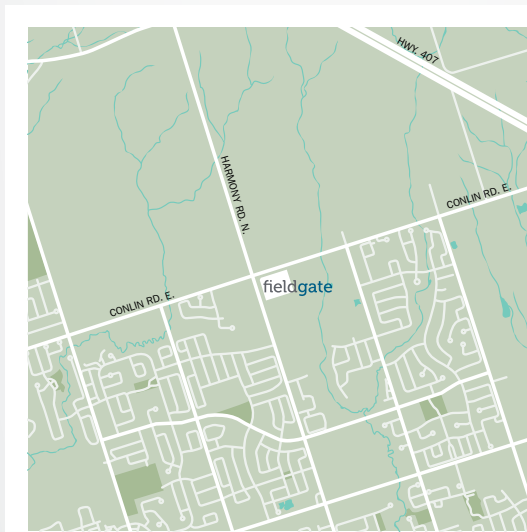 HWY. 407
HARMONY RD. N.
CONLIN RD. E.
fieldgate
CONLIN RD. E.